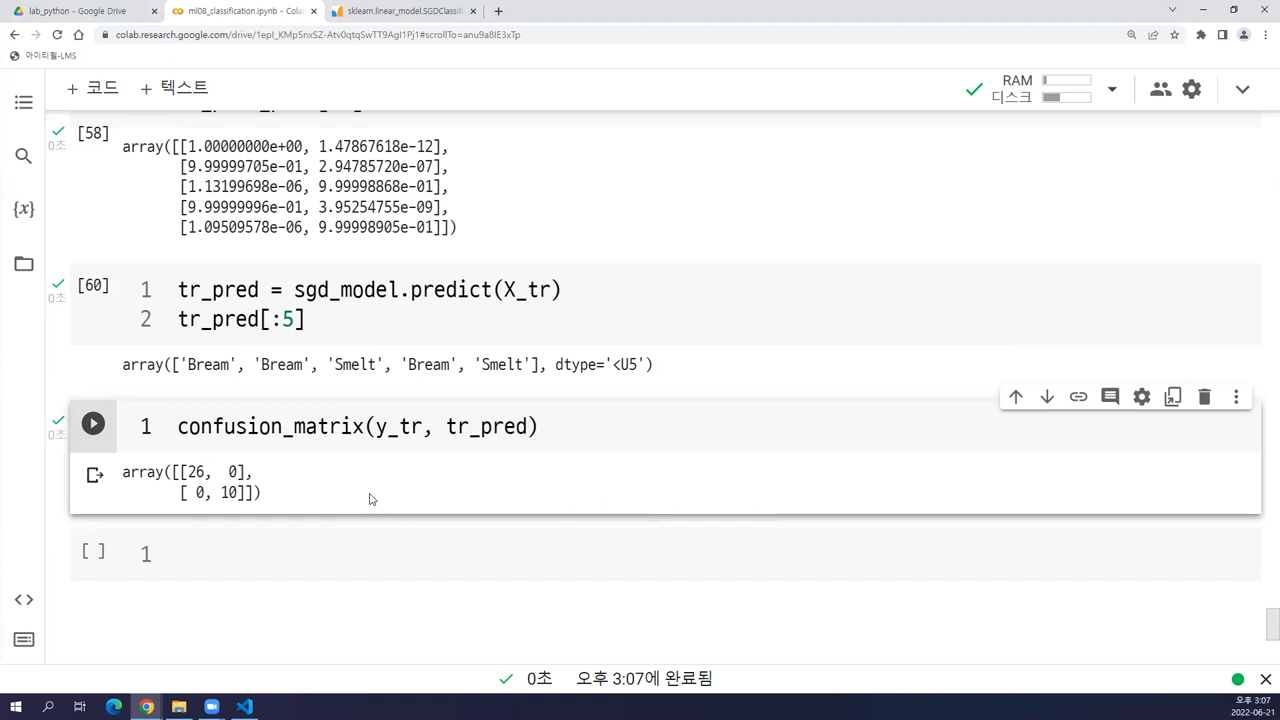 lab_python - Google Drive
ml08_classification.ipynb - Colab
sklearn.linear_model.SGDClassif
colab.research.google.com/drive/1epI_KMp5nxSZ-Atv0qtqSwTT9AgI1Pj1#scrollTo=anu9a8IE3xTp
아이티윌-LMS
+ 코드 + 텍스트
RAM
디스크
[58]
0초
array([[1.00000000e+00, 1.47867618e-12],
[9.99999705e-01, 2.94785720e-07],
[1.13199698e-06, 9.99998868e-01],
[9.99999996e-01, 3.95254755e-09],
[1.09509578e-06, 9.99998905e-01]])
[60]
0초
1 tr_pred = sgd_model.predict(X_tr)
2 tr_pred[:5]
array(['Bream', 'Bream', 'Smelt', 'Bream', 'Smelt'], dtype='<U5')
0초
1 confusion_matrix(y_tr, tr_pred)
array([[26, 0],
[ 0, 10]])
[ ] 1
0초 오후 3:07에 완료됨
오후 3:07
2022-06-21